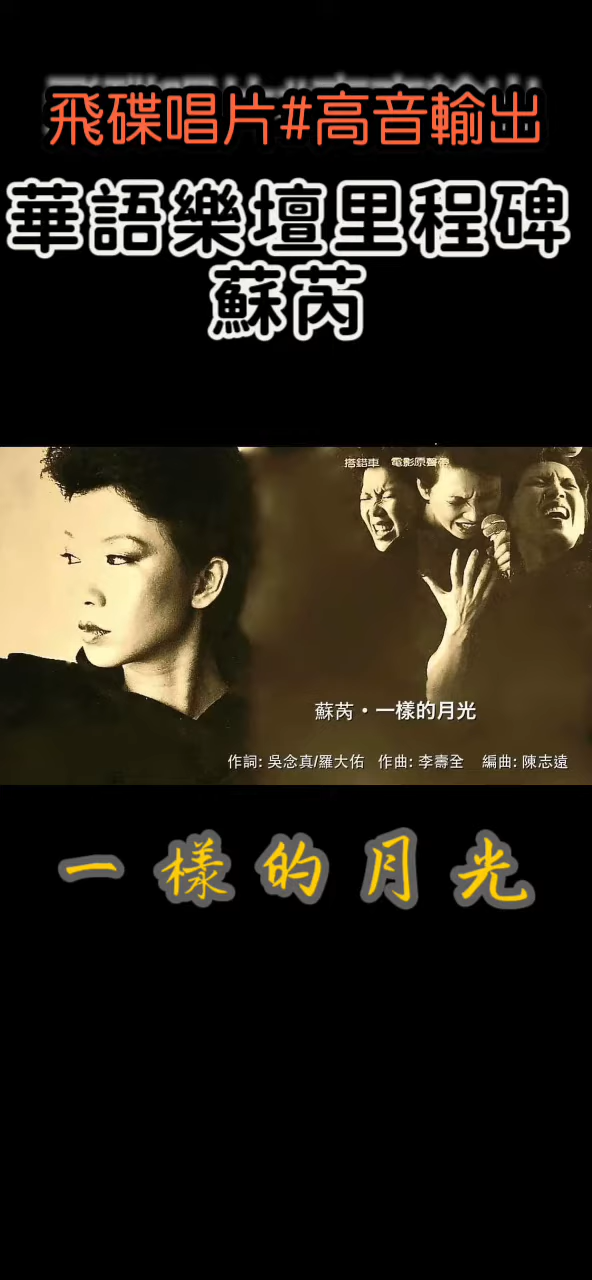 飛碟唱片#高音輸出
華語樂壇里程碑
蘇芮
搭錯車 電影原聲帶
蘇芮·一樣的月光
作詞: 吳念真/羅大佑 作曲: 李壽全 編曲: 陳志遠
一樣的月光